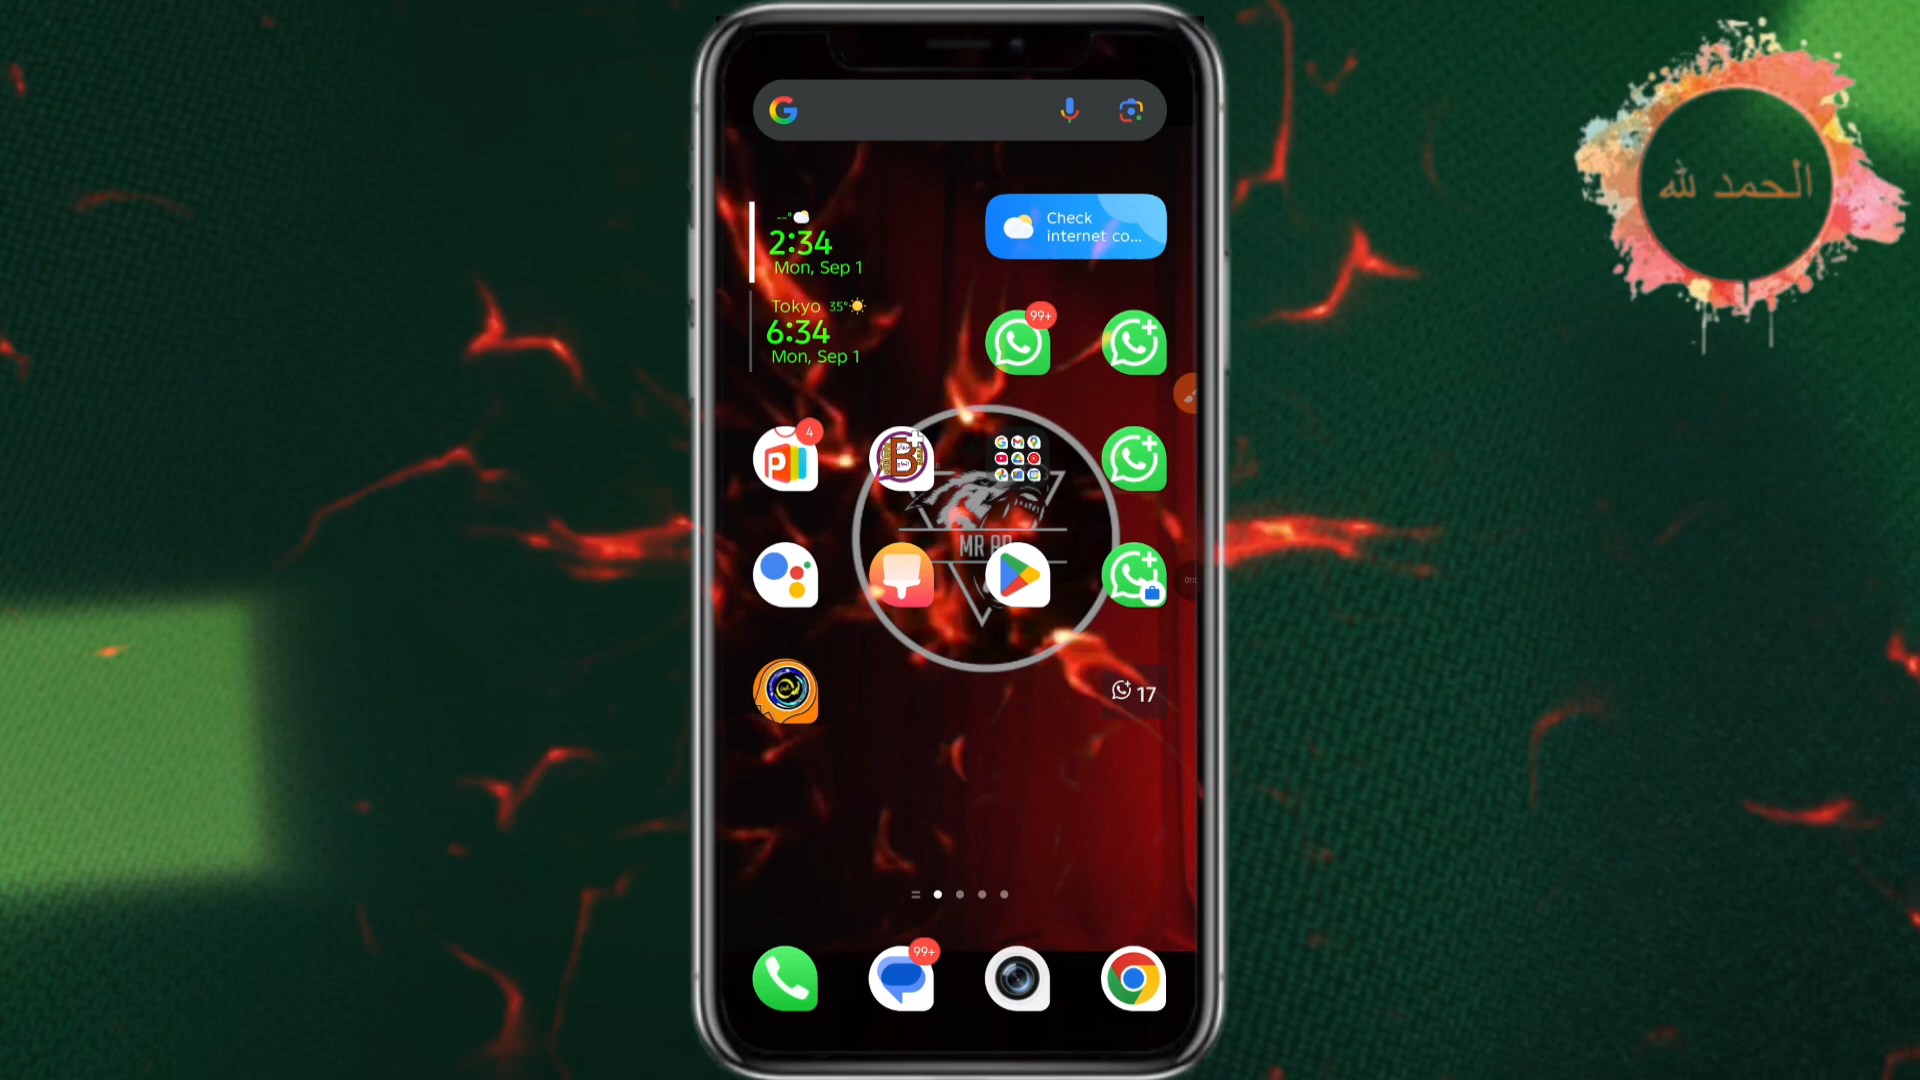 الحمد لله
--°
2:34
Mon, Sep 1
Check
internet co...
Tokyo 35°
6:34
Mon, Sep 1
99+
4
B
P
MR
17
99+